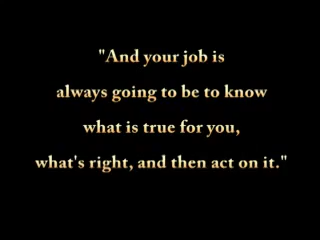 "And your job is
always going to be to know
what is true for you,
what's right, and then act on it."